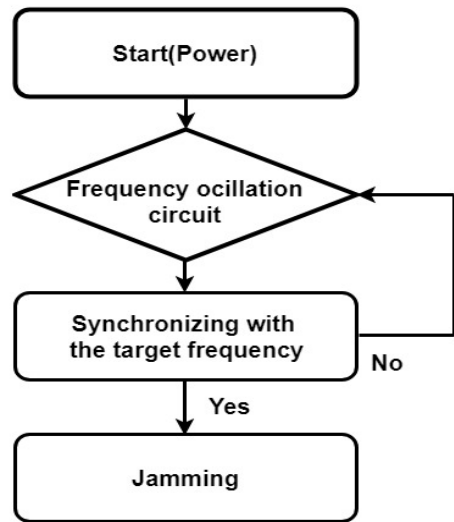 Start(Power)
Frequency ocillation
circuit
Synchronizing with
the target frequency
No
Yes
Jamming